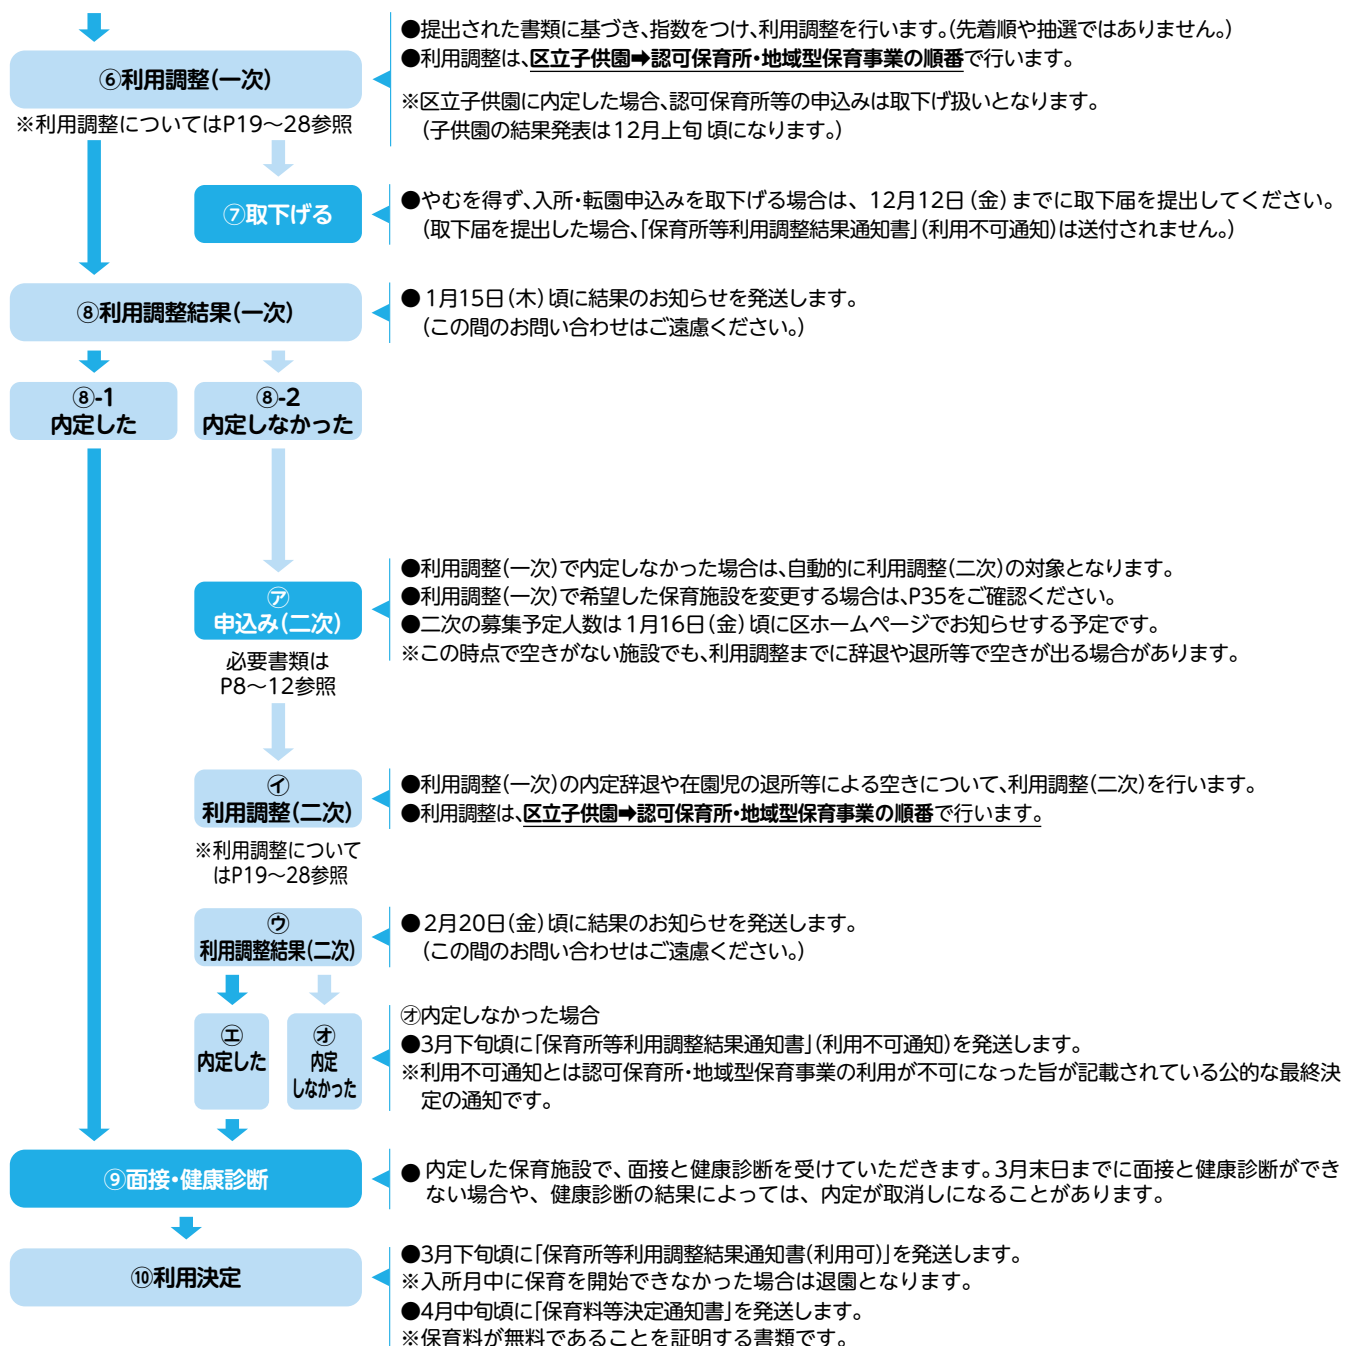 ●提出された書類に基づき、指数をつけ、利用調整を行います。(先着順や抽選ではありません。)
⑥利用調整(一次)
●利用調整は、区立子供園➡認可保育所・地域型保育事業の順番で行います。
※区立子供園に内定した場合、認可保育所等の申込みは取下げ扱いとなります。
(子供園の結果発表は12月上旬頃になります。)
※利用調整についてはP19〜28参照
⑦取下げる
●やむを得ず、入所・転園申込みを取下げる場合は、12月12日(金)までに取下届を提出してください。
(取下届を提出した場合、「保育所等利用調整結果通知書」(利用不可通知)は送付されません。)
⑧利用調整結果(一次)
●1月15日(木)頃に結果のお知らせを発送します。
(この間のお問い合わせはご遠慮ください。)
⑧-1
内定した
⑧-2
内定しなかった
㋐
申込み(二次)
必要書類は
P8〜12参照
●利用調整(一次)で内定しなかった場合は、自動的に利用調整(二次)の対象となります。
●利用調整(一次)で希望した保育施設を変更する場合は、P35をご確認ください。
●二次の募集予定人数は1月16日(金)頃に区ホームページでお知らせする予定です。
※この時点で空きがない施設でも、利用調整までに辞退や退所等で空きが出る場合があります。
㋑
利用調整(二次)
※利用調整について
はP19〜28参照
●利用調整(一次)の内定辞退や在園児の退所等による空きについて、利用調整(二次)を行います。
●利用調整は、区立子供園➡認可保育所・地域型保育事業の順番で行います。
㋒
利用調整結果(二次)
●2月20日(金)頃に結果のお知らせを発送します。
(この間のお問い合わせはご遠慮ください。)
㋓
内定した
㋔
内定
しなかった
㋔内定しなかった場合
●3月下旬頃に「保育所等利用調整結果通知書」(利用不可通知)を発送します。
※利用不可通知とは認可保育所・地域型保育事業の利用が不可になった旨が記載されている公的な最終決
定の通知です。
⑨面接・健康診断
●内定した保育施設で、面接と健康診断を受けていただきます。3月末日までに面接と健康診断ができ
ない場合や、健康診断の結果によっては、内定が取消しになることがあります。
⑩利用決定
●3月下旬頃に「保育所等利用調整結果通知書(利用可)」を発送します。
※入所月中に保育を開始できなかった場合は退園となります。
●4月中旬頃に「保育料等決定通知書」を発送します。
※保育料が無料であることを証明する書類です。